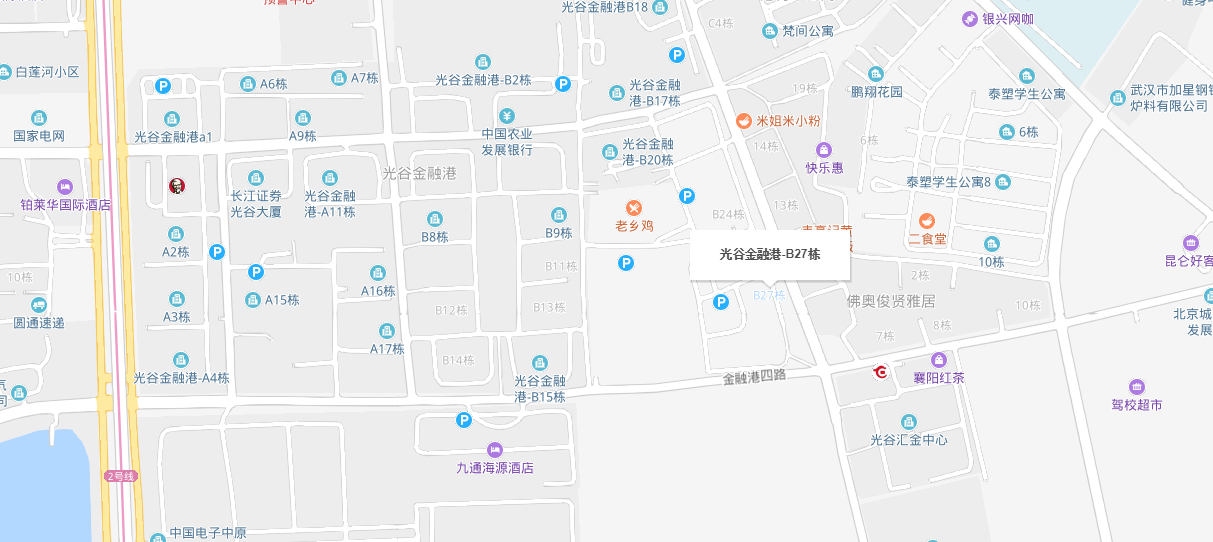 预警中心
光谷金融港B18
C4栋
梵间公寓
银兴网咖
白莲河小区
A6栋
A7栋
光谷金融港-B2栋
光谷金融
港-B17栋
19栋
鹏翔花园
泰塑学生公寓
武汉市加星钢铁
炉料有限公司
国家电网
光谷金融港a1
A9栋
中国农业
发展银行
米姐米小粉
6栋
6栋
光谷金融
港-B20栋
14栋
快乐惠
光谷金融港
铂莱华国际酒店
长江证券
光谷大厦
光谷金融
港-A11栋
泰塑学生公寓8
13栋
老乡鸡
B24栋
B8栋
B9栋
二食堂
A2栋
光谷金融港-B27栋
10栋
昆仑好客
10栋
B11栋
A16栋
2栋
A15栋
B27栋
佛奥俊贤雅居
圆通速递
A3栋
B12栋
B13栋
10栋
北京城
发展
8栋
7栋
A17栋
B14栋
光谷金融港-A4栋
光谷金融
港-B15栋
金融港四路
襄阳红茶
驾校超市
司
光谷汇金中心
九通海源酒店
2号线
中国电子中原